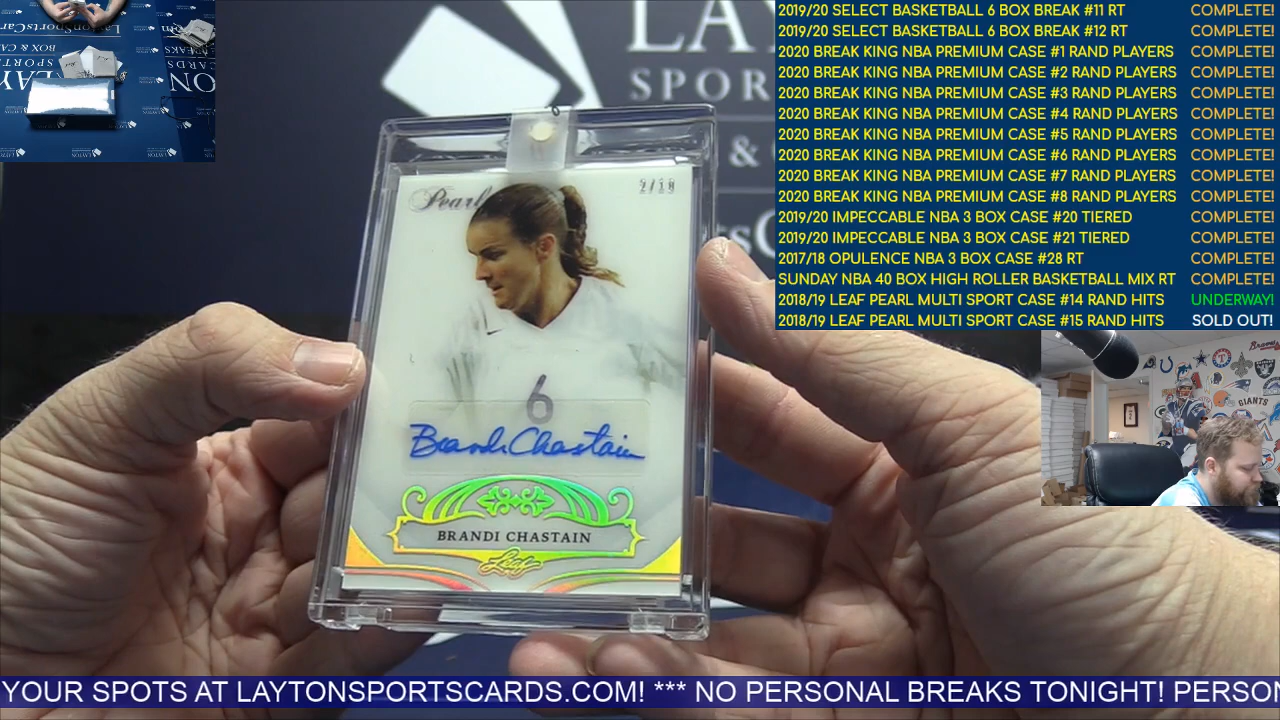 2019/20 SELECT BASKETBALL 6 BOX BREAK #11 RT COMPLETE!
2019/20 SELECT BASKETBALL 6 BOX BREAK #12 RT COMPLETE!
2020 BREAK KING NBA PREMIUM CASE #1 RAND PLAYERS COMPLETE!
2020 BREAK KING NBA PREMIUM CASE #2 RAND PLAYERS COMPLETE!
2020 BREAK KING NBA PREMIUM CASE #3 RAND PLAYERS COMPLETE!
2020 BREAK KING NBA PREMIUM CASE #4 RAND PLAYERS COMPLETE!
2020 BREAK KING NBA PREMIUM CASE #5 RAND PLAYERS COMPLETE!
2020 BREAK KING NBA PREMIUM CASE #6 RAND PLAYERS COMPLETE!
2020 BREAK KING NBA PREMIUM CASE #7 RAND PLAYERS COMPLETE!
2020 BREAK KING NBA PREMIUM CASE #8 RAND PLAYERS COMPLETE!
2019/20 IMPECCABLE NBA 3 BOX CASE #20 TIERED COMPLETE!
2019/20 IMPECCABLE NBA 3 BOX CASE #21 TIERED COMPLETE!
2017/18 OPULENCE NBA 3 BOX CASE #28 RT COMPLETE!
SUNDAY NBA 40 BOX HIGH ROLLER BASKETBALL MIX RT COMPLETE!
2018/19 LEAF PEARL MULTI SPORT CASE #14 RAND HITS UNDERWAY!
2018/19 LEAF PEARL MULTI SPORT CASE #15 RAND HITS SOLD OUT!
LAY
SPOR
&
Pearl
6
Brandi Chastain
BRANDI CHASTAIN
Leaf
GIANTS
YOUR SPOTS AT LAYTONSPORTSCARDS.COM! *** NO PERSONAL BREAKS TONIGHT! PERSON